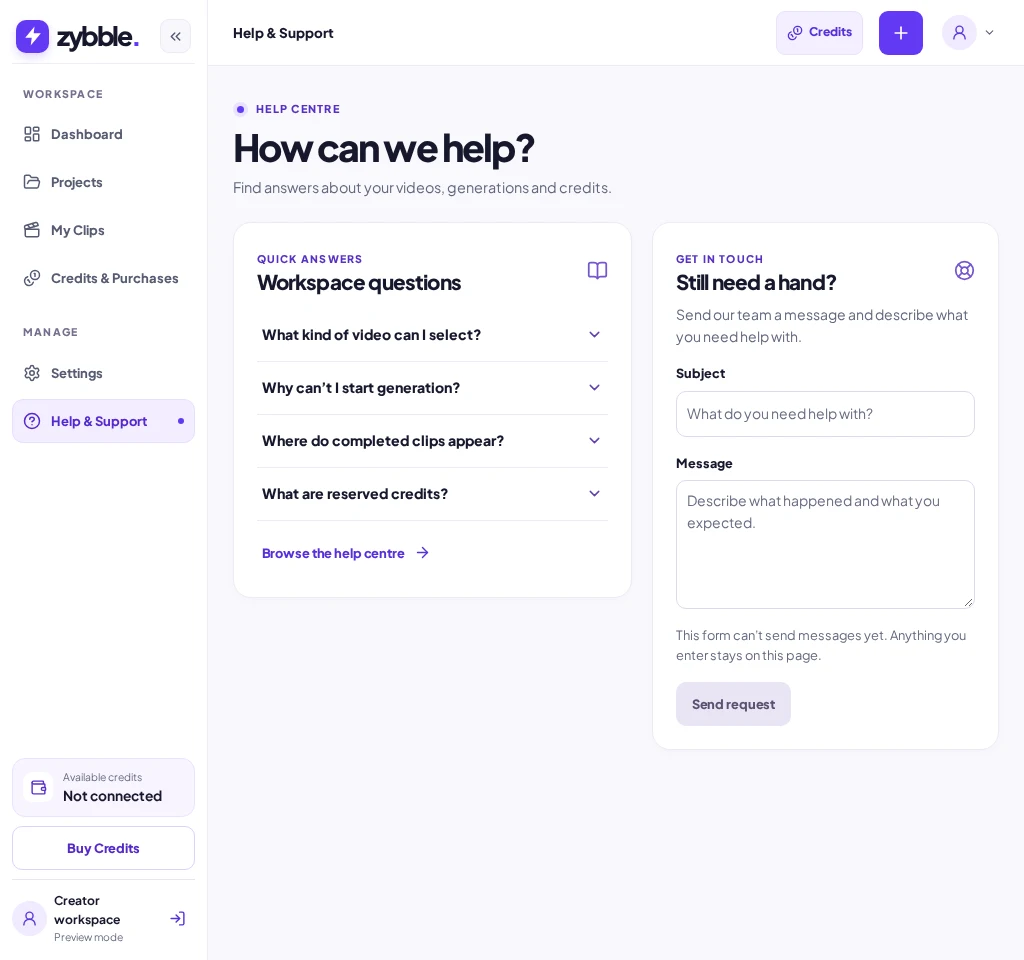 zybble.
WORKSPACE
Dashboard
Projects
My Clips
Credits & Purchases
MANAGE
Settings
Help & Support
Available credits
Not connected
Buy Credits
Creator
workspace
Preview mode
Help & Support
Credits
HELP CENTRE
How can we help?
Find answers about your videos, generations and credits.
QUICK ANSWERS
Workspace questions
What kind of video can I select?
Why can’t I start generation?
Where do completed clips appear?
What are reserved credits?
Browse the help centre
GET IN TOUCH
Still need a hand?
Send our team a message and describe what
you need help with.
Subject
What do you need help with?
Message
Describe what happened and what you
expected.
This form can’t send messages yet. Anything you
enter stays on this page.
Send request